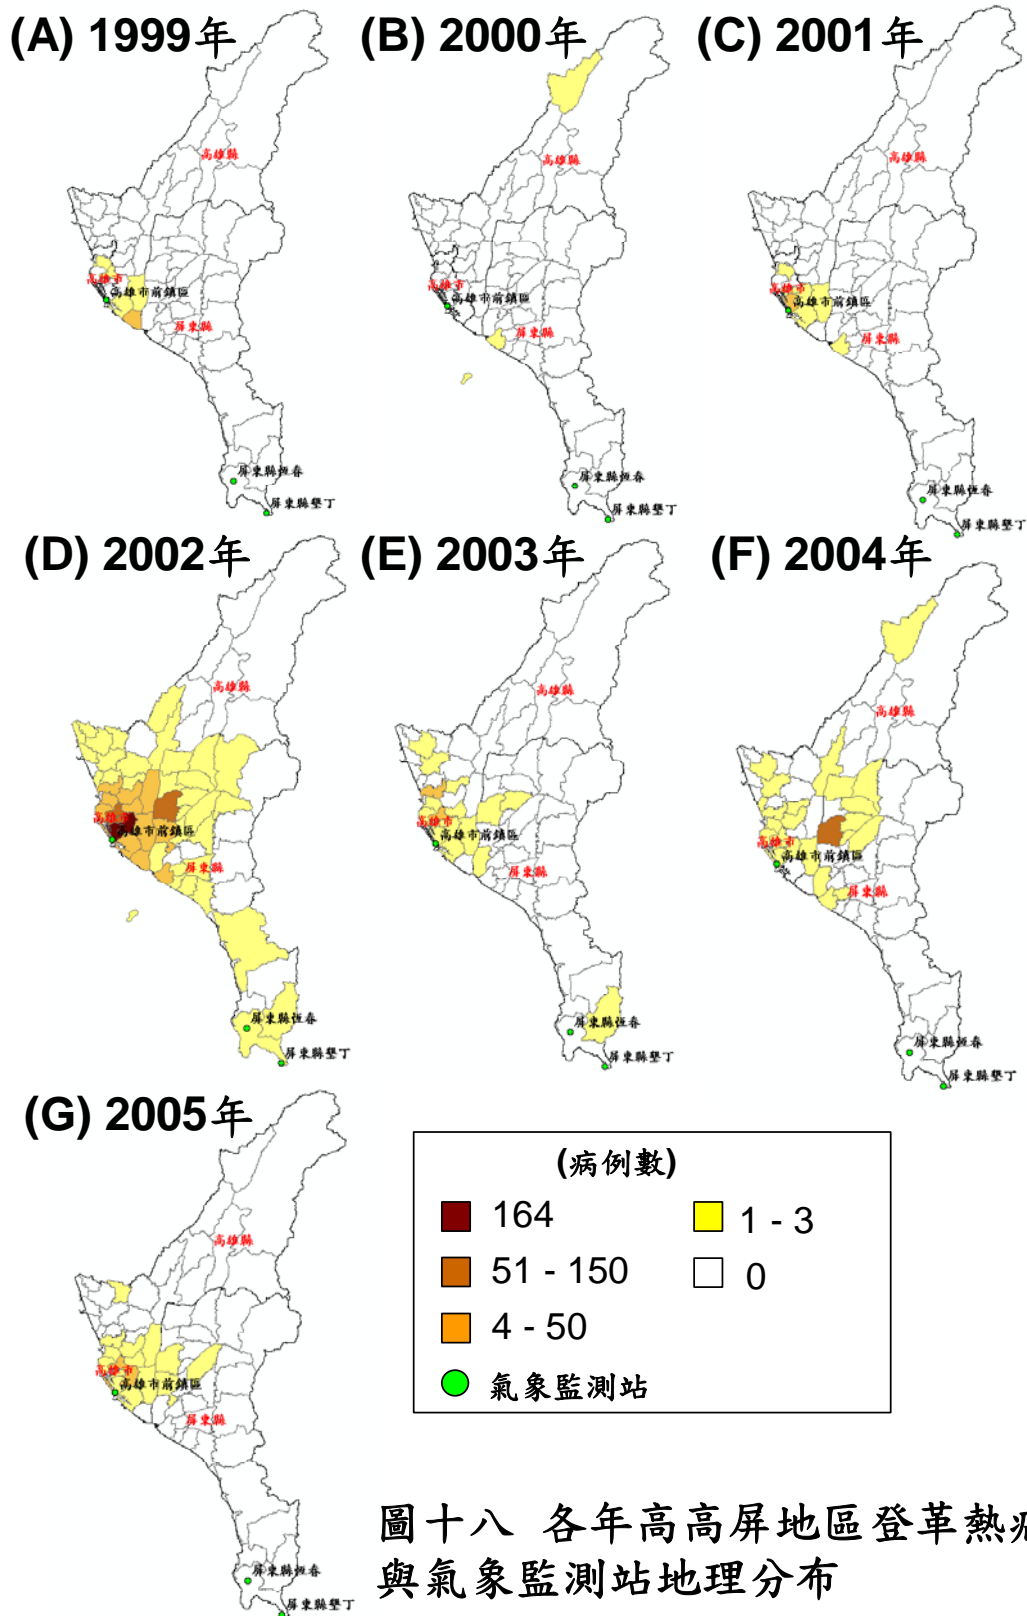 (A) 1999年
(B) 2000年
(C) 2001年
高雄縣
高雄市
高雄市前鎮區
屏東縣
屏東縣恆春
屏東縣墾丁
高雄縣
高雄市
高雄市前鎮區
屏東縣
屏東縣恆春
屏東縣墾丁
高雄縣
高雄市
高雄市前鎮區
屏東縣
屏東縣恆春
屏東縣墾丁
(D) 2002年
(E) 2003年
(F) 2004年
高雄縣
高雄市
高雄市前鎮區
屏東縣
屏東縣恆春
屏東縣墾丁
高雄縣
高雄市
高雄市前鎮區
屏東縣
屏東縣恆春
屏東縣墾丁
高雄縣
高雄市
高雄市前鎮區
屏東縣
屏東縣恆春
屏東縣墾丁
(G) 2005年
高雄縣
高雄市
高雄市前鎮區
屏東縣
屏東縣恆春
屏東縣墾丁
(病例數)
164
51 - 150
4 - 50
1 - 3
0
氣象監測站
圖十八 各年高高屏地區登革熱
與氣象監測站地理分布